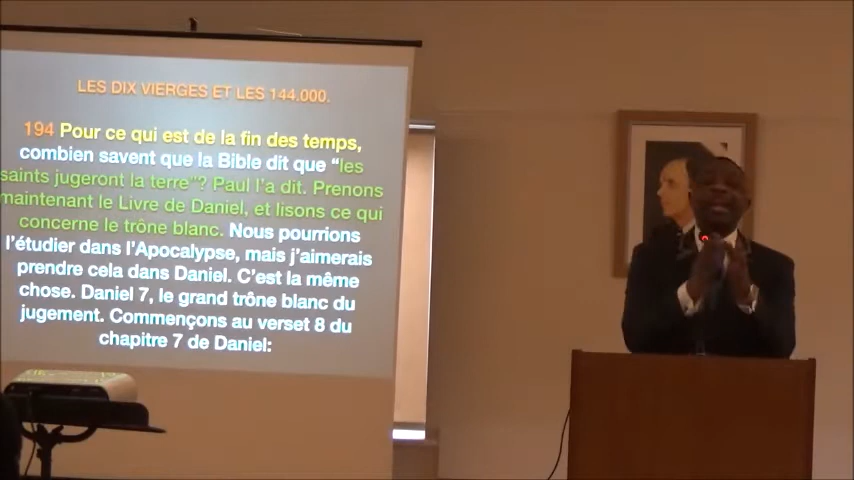 LES DIX VIERGES ET LES 144.000.
194 Pour ce qui est de la fin des temps,
combien savent que la Bible dit que “les
saints jugeront la terre”? Paul l’a dit. Prenons
maintenant le Livre de Daniel, et lisons ce qui
concerne le trône blanc. Nous pourrions
l’étudier dans l’Apocalypse, mais j’aimerais
prendre cela dans Daniel. C’est la même
chose. Daniel 7, le grand trône blanc du
jugement. Commençons au verset 8 du
chapitre 7 de Daniel: